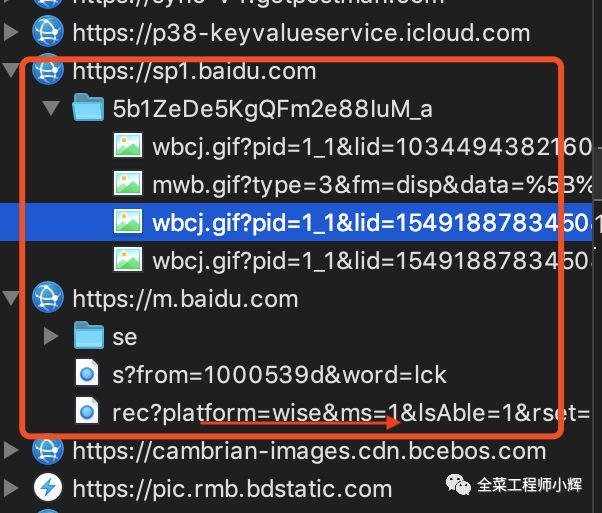 https://sync-v4.getpostman.com
https://p38-keyvalueservice.icloud.com
https://sp1.baidu.com
5b1ZeDe5KgQFm2e88IuM_a
wbcj.gif?pid=1_1&lid=1034494382160
mwb.gif?type=3&fm=disp&data=%5B%
wbcj.gif?pid=1_1&lid=1549188783450
wbcj.gif?pid=1_1&lid=1549188783450
https://m.baidu.com
se
s?from=1000539d&word=lck
rec?platform=wise&ms=1&lsAble=1&rset=
https://cambrian-images.cdn.bcebos.com
https://pic.rmb.bdstatic.com
全菜工程师小辉